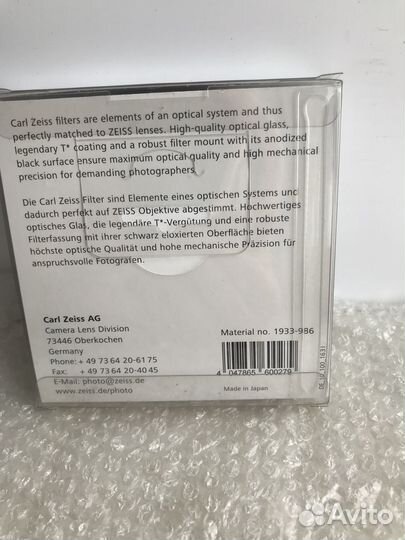 Carl Zeiss filters are elements of an optical system and thus
perfectly matched to ZEISS lenses. High-quality optical glass,
legendary T* coating and a robust filter mount with its anodized
black surface ensure maximum optical quality and high mechanical
precision for demanding photographers.
Die Carl Zeiss Filter sind Elemente eines optischen Systems und
dadurch perfekt auf ZEISS Objektive abgestimmt. Hochwertiges
optisches Glas, die legendäre T*-Vergütung und eine robuste
Filterfassung mit ihrer schwarz eloxierten Oberfläche bieten
höchste optische Qualität und hohe mechanische Präzision für
anspruchsvolle Fotografen.
Carl Zeiss AG
Camera Lens Division
73446 Oberkochen
Germany
Phone: + 49 73 64 20-61 75
Fax: + 49 73 64 20-40 45
E-Mail: photo@zeiss.de
www.zeiss.de/photo
Material no. 1933-986
4 047865 600279
Made in Japan
Avito